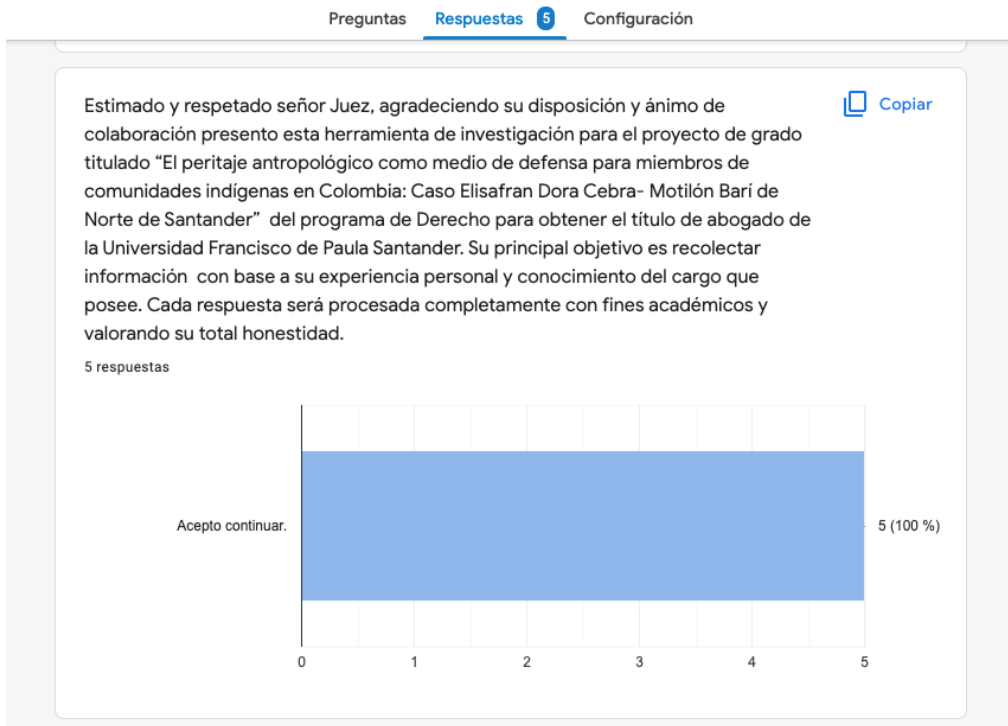 Preguntas Respuestas 5 Configuración
Estimado y respetado señor Juez, agradeciendo su disposición y ánimo de
colaboración presento esta herramienta de investigación para el proyecto de grado
titulado “El peritaje antropológico como medio de defensa para miembros de
comunidades indígenas en Colombia: Caso Elisafran Dora Cebra- Motilón Barí de
Norte de Santander” del programa de Derecho para obtener el título de abogado de
la Universidad Francisco de Paula Santander. Su principal objetivo es recolectar
información con base a su experiencia personal y conocimiento del cargo que
posee. Cada respuesta será procesada completamente con fines académicos y
valorando su total honestidad.
Copiar
5 respuestas
Acepto continuar.
5 (100 %)
0 1 2 3 4 5